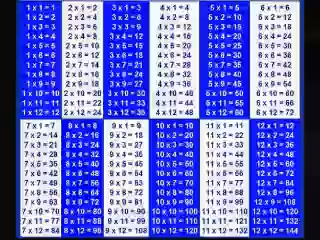 1 x 1 = 1
1 x 2 = 2
1 x 3 = 3
1 x 4 = 4
1 x 5 = 5
1 x 6 = 6
1 x 7 = 7
1 x 8 = 8
1 x 9 = 9
1 x 10 = 10
1 x 11 = 11
1 x 12 = 12
2 x 1 = 2
2 x 2 = 4
2 x 3 = 6
2 x 4 = 8
2 x 5 = 10
2 x 6 = 12
2 x 7 = 14
2 x 8 = 16
2 x 9 = 18
2 x 10 = 20
2 x 11 = 22
2 x 12 = 24
3 x 1 = 3
3 x 2 = 6
3 x 3 = 9
3 x 4 = 12
3 x 5 = 15
3 x 6 = 18
3 x 7 = 21
3 x 8 = 24
3 x 9 = 27
3 x 10 = 30
3 x 11 = 33
3 x 12 = 36
4 x 1 = 4
4 x 2 = 8
4 x 3 = 12
4 x 4 = 16
4 x 5 = 20
4 x 6 = 24
4 x 7 = 28
4 x 8 = 32
4 x 9 = 36
4 x 10 = 40
4 x 11 = 44
4 x 12 = 48
5 x 1 = 5
5 x 2 = 10
5 x 3 = 15
5 x 4 = 20
5 x 5 = 25
5 x 6 = 30
5 x 7 = 35
5 x 8 = 40
5 x 9 = 45
5 x 10 = 50
5 x 11 = 55
5 x 12 = 60
6 x 1 = 6
6 x 2 = 12
6 x 3 = 18
6 x 4 = 24
6 x 5 = 30
6 x 6 = 36
6 x 7 = 42
6 x 8 = 48
6 x 9 = 54
6 x 10 = 60
6 x 11 = 66
6 x 12 = 72
7 x 1 = 7
7 x 2 = 14
7 x 3 = 21
7 x 4 = 28
7 x 5 = 35
7 x 6 = 42
7 x 7 = 49
7 x 8 = 56
7 x 9 = 63
7 x 10 = 70
7 x 11 = 77
7 x 12 = 84
8 x 1 = 8
8 x 2 = 16
8 x 3 = 24
8 x 4 = 32
8 x 5 = 40
8 x 6 = 48
8 x 7 = 56
8 x 8 = 64
8 x 9 = 72
8 x 10 = 80
8 x 11 = 88
8 x 12 = 96
9 x 1 = 9
9 x 2 = 18
9 x 3 = 27
9 x 4 = 36
9 x 5 = 45
9 x 6 = 54
9 x 7 = 63
9 x 8 = 72
9 x 9 = 81
9 x 10 = 90
9 x 11 = 99
9 x 12 = 108
10 x 1 = 10
10 x 2 = 20
10 x 3 = 30
10 x 4 = 40
10 x 5 = 50
10 x 6 = 60
10 x 7 = 70
10 x 8 = 80
10 x 9 = 90
10 x 10 = 100
10 x 11 = 110
10 x 12 = 120
11 x 1 = 11
11 x 2 = 22
11 x 3 = 33
11 x 4 = 44
11 x 5 = 55
11 x 6 = 66
11 x 7 = 77
11 x 8 = 88
11 x 9 = 99
11 x 10 = 110
11 x 11 = 121
11 x 12 = 132
12 x 1 = 12
12 x 2 = 24
12 x 3 = 36
12 x 4 = 48
12 x 5 = 60
12 x 6 = 72
12 x 7 = 84
12 x 8 = 96
12 x 9 = 108
12 x 10 = 120
12 x 11 = 132
12 x 12 = 144